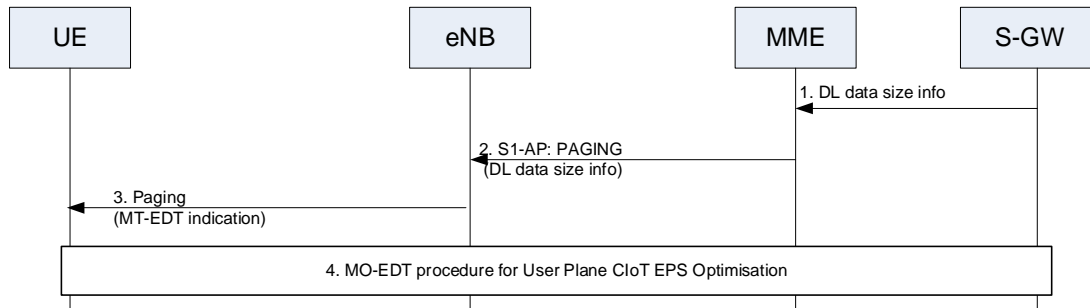 UE
eNB
MME
S-GW
1. DL data size info
2. S1-AP: PAGING
(DL data size info)
3. Paging
(MT-EDT indication)
4. MO-EDT procedure for User Plane CIoT EPS Optimisation